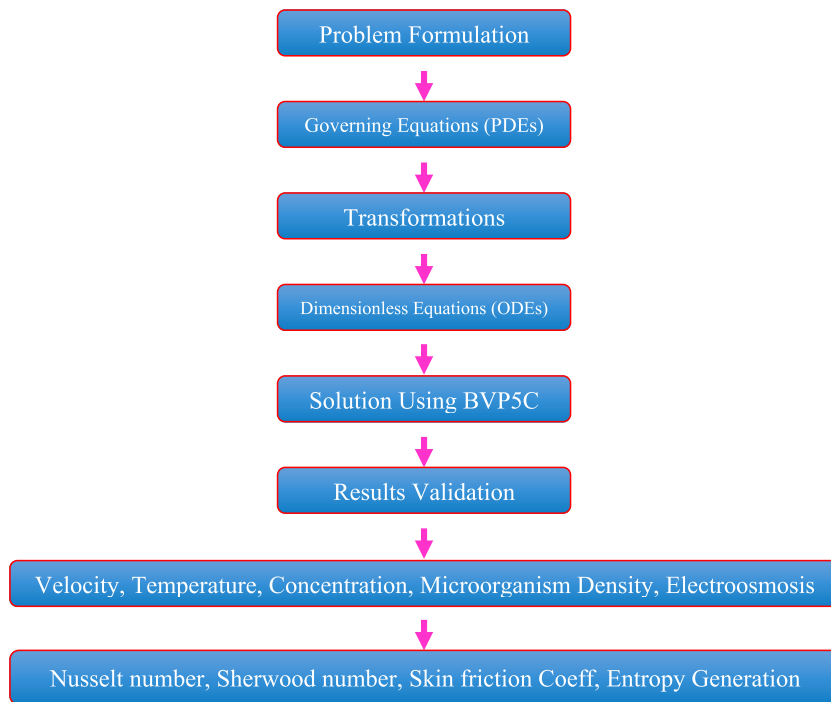 Problem Formulation
Governing Equations (PDEs)
Transformations
Dimensionless Equations (ODEs)
Solution Using BVP5C
Results Validation
Velocity, Temperature, Concentration, Microorganism Density, Electroosmosis
Nusselt number, Sherwood number, Skin friction Coeff, Entropy Generation